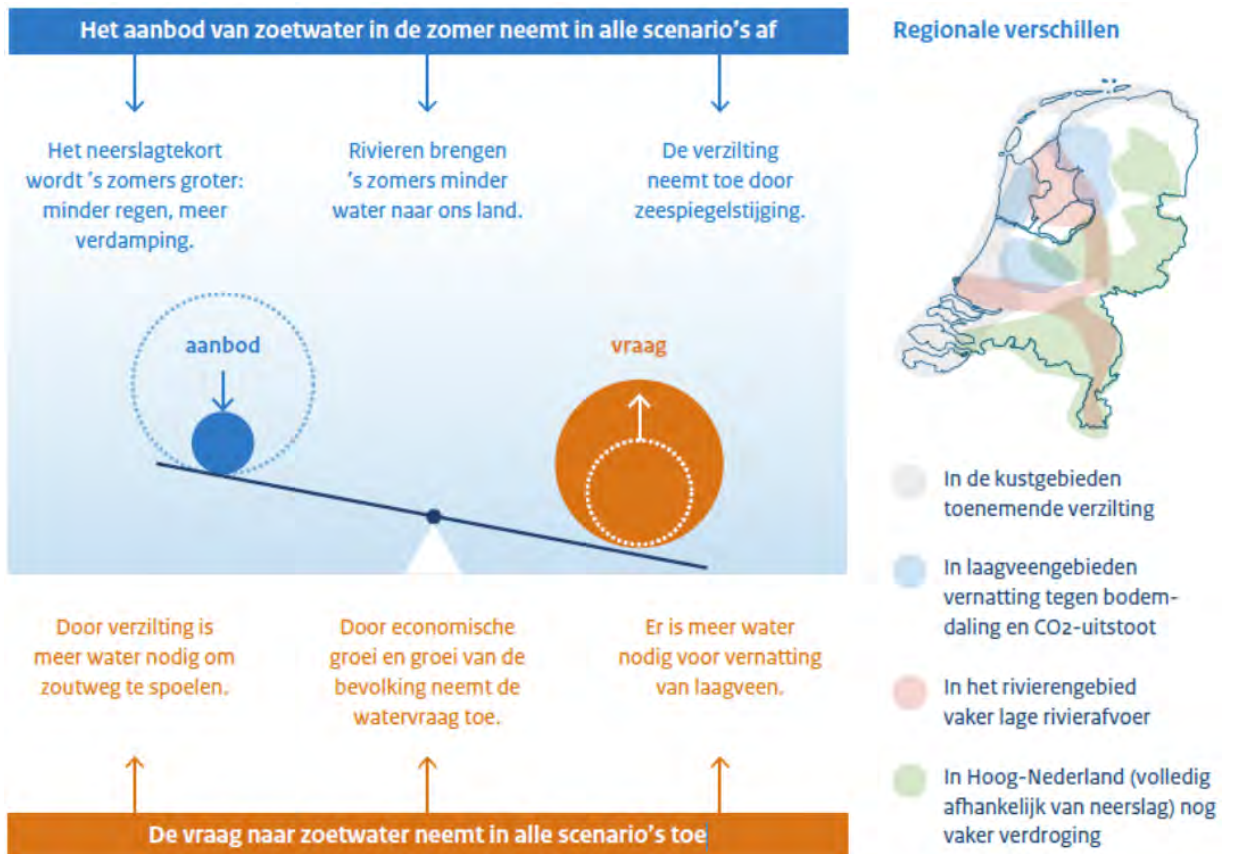 Het aanbod van zoetwater in de zomer neemt in alle scenario's af
Het neerslagtekort
wordt 's zomers groter:
minder regen, meer
verdamping.
Rivieren brengen
's zomers minder
water naar ons land.
De verzilting
neemt toe door
zeespiegelstijging.
aanbod
vraag
Door verzilting is
meer water nodig om
zoutweg te spoelen.
Door economische
groei en groei van de
bevolking neemt de
watervraag toe.
Er is meer water
nodig voor vernatting
van laagveen.
De vraag naar zoetwater neemt in alle scenario's toe
Regionale verschillen
In de kustgebieden
toenemende verzilting
In laagveengebieden
vernatting tegen bodem-
daling en CO2-uitstoot
In het rivierengebied
vaker lage rivierafvoer
In Hoog-Nederland (volledig
afhankelijk van neerslag) nog
vaker verdroging